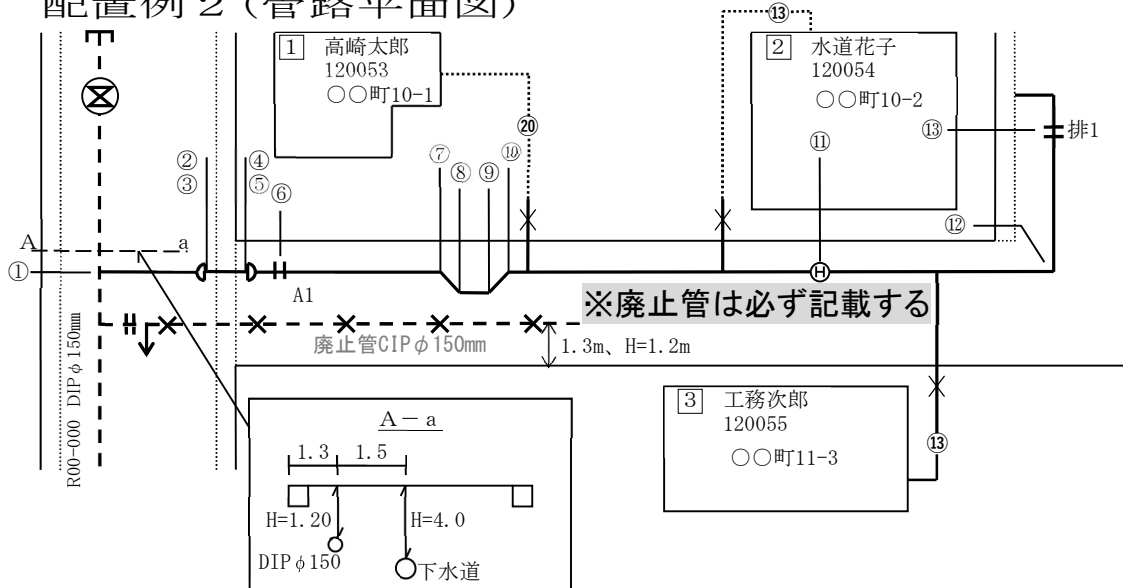 配置例２(管路平面図)
⑬
1 高崎太郎
120053
○○町10-1
2 水道花子
120054
○○町10-2
⑳
⑬
排1
⑪
②
③
④
⑤
⑥
⑦
⑧
⑨
⑩
⑫
A
a
①
H
A1
※廃止管は必ず記載する
廃止管CIPφ150mm
1.3m、H=1.2m
R00-000 DIPφ150mm
A－a
1.3
1.5
H=1.20
H=4.0
DIPφ150
下水道
3 工務次郎
120055
○○町11-3
⑬